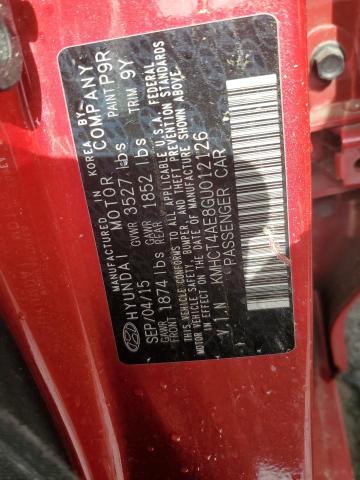 HYUNDAI MOTOR COMPANY
KOREA BY:
SEP/04/15 GVWR 3527 lbs PAINT P9R
GAWR FRONT 1874 lbs GAWR REAR 1852 lbs TRIM 9Y
THIS VEHICLE CONFORMS TO ALL APPLICABLE U.S.A. FEDERAL
MOTOR VEHICLE SAFETY, BUMPER, AND THEFT PREVENTION STANDARDS
IN EFFECT ON THE DATE OF MANUFACTURE SHOWN ABOVE.
V.I.N KMHCT4AE8GU012126
PASSENGER CAR